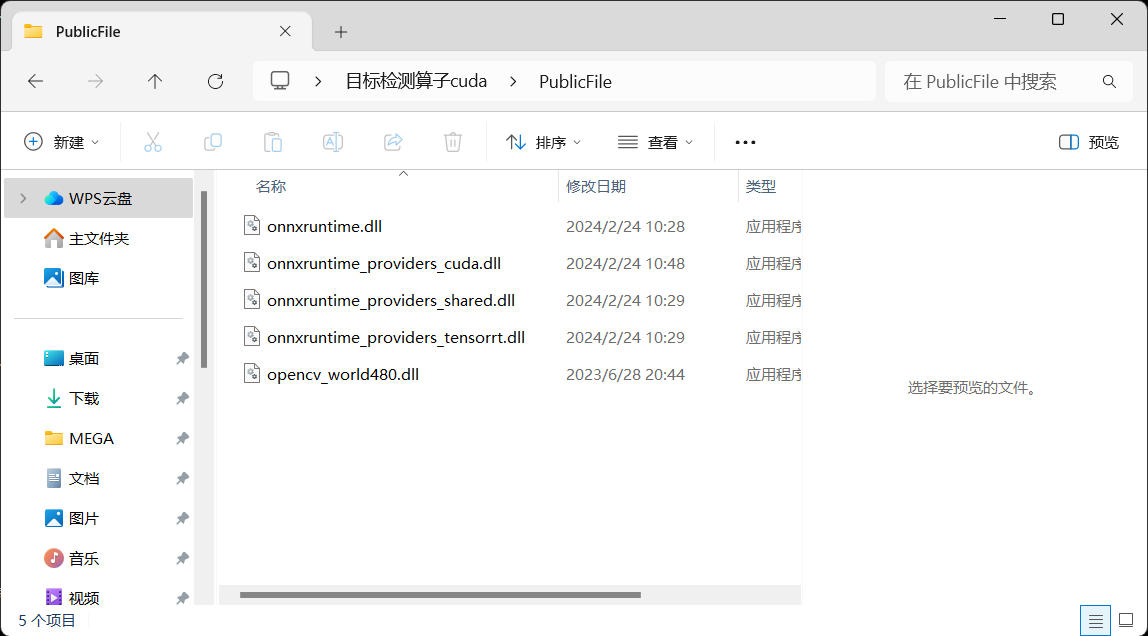 PublicFile
目标检测算子cuda
PublicFile
在 PublicFile 中搜索
新建
排序
查看
预览
WPS云盘
主文件夹
图库
桌面
下载
MEGA
文档
图片
音乐
视频
名称 修改日期 类型
onnxruntime.dll 2024/2/24 10:28 应用程序
onnxruntime_providers_cuda.dll 2024/2/24 10:48 应用程序
onnxruntime_providers_shared.dll 2024/2/24 10:29 应用程序
onnxruntime_providers_tensorrt.dll 2024/2/24 10:29 应用程序
opencv_world480.dll 2023/6/28 20:44 应用程序
选择要预览的文件。
5 个项目